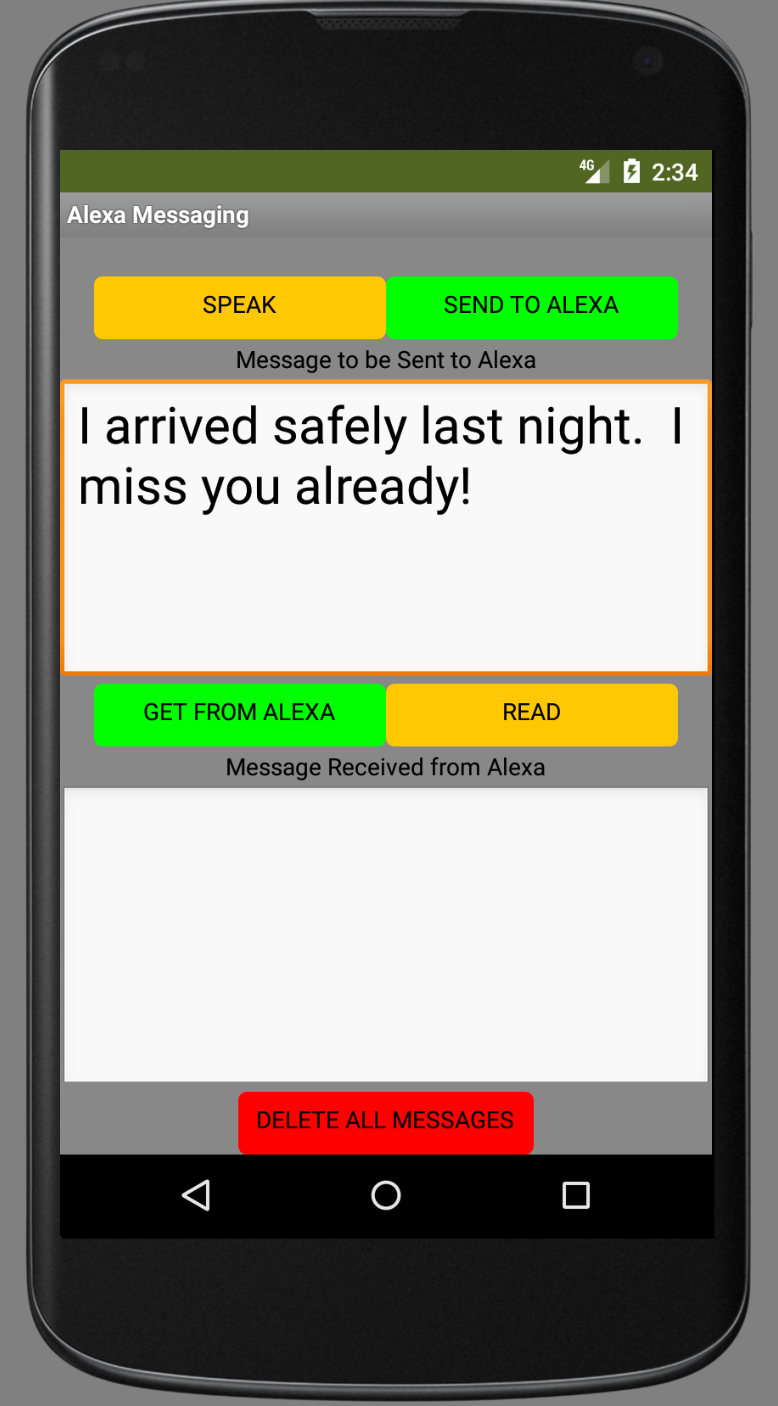 4G 2:34
Alexa Messaging
SPEAK SEND TO ALEXA
Message to be Sent to Alexa
I arrived safely last night.  I
miss you already!
GET FROM ALEXA READ
Message Received from Alexa
DELETE ALL MESSAGES